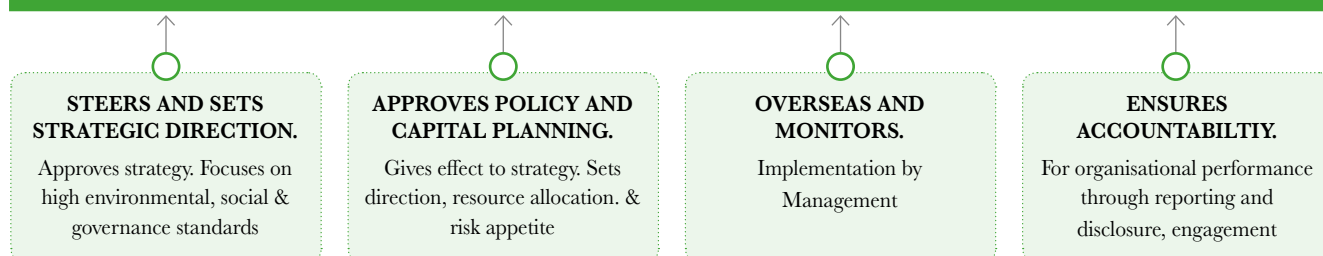 STEERS AND SETS
STRATEGIC DIRECTION.
Approves strategy. Focuses on
high environmental, social &
governance standards
APPROVES POLICY AND
CAPITAL PLANNING.
Gives effect to strategy. Sets
direction, resource allocation. &
risk appetite
OVERSEAS AND
MONITORS.
Implementation by
Management
ENSURES
ACCOUNTABILTIY.
For organisational performance
through reporting and
disclosure, engagement